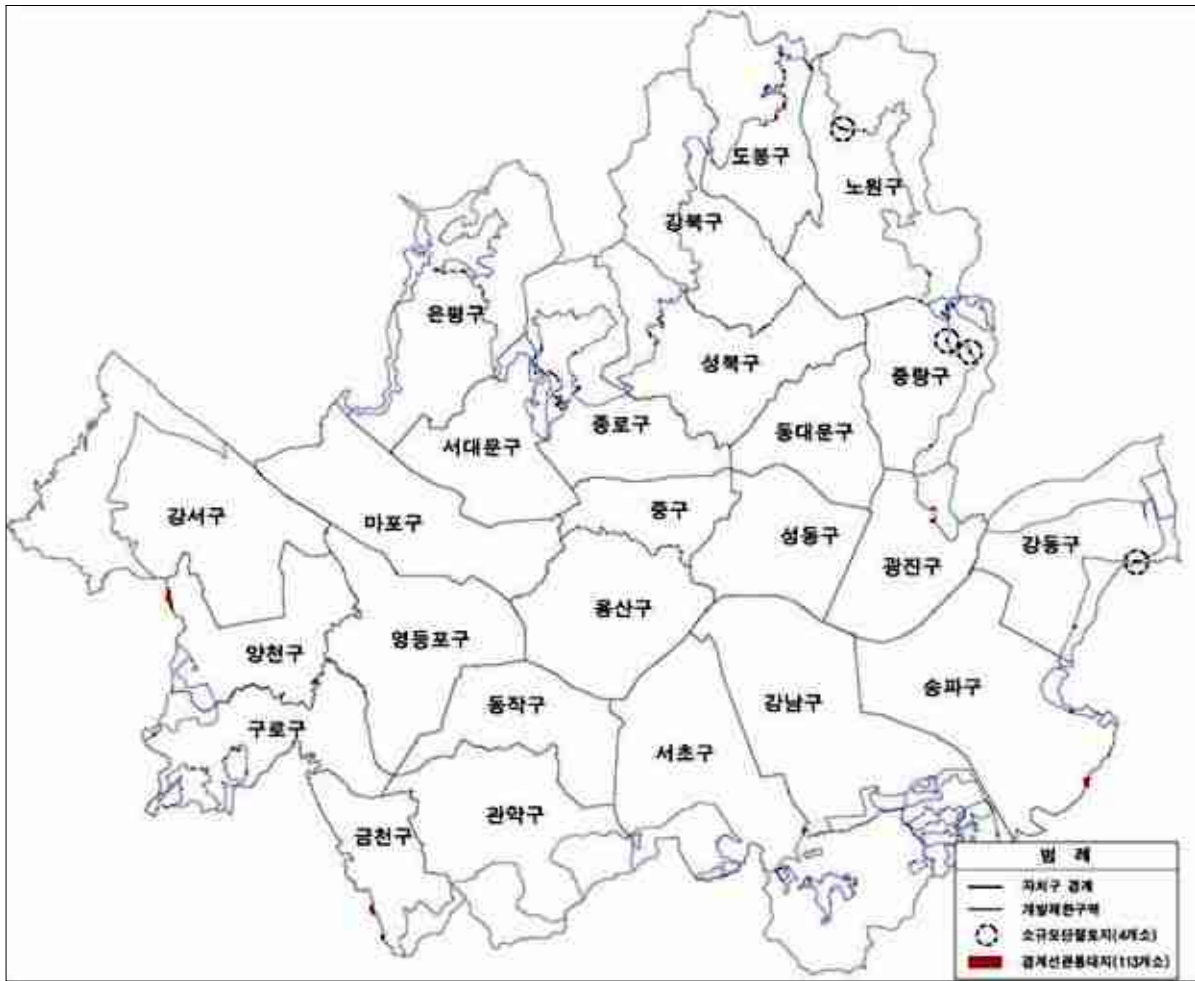 도봉구
노원구
강북구
은평구
성북구
중랑구
종로구
동대문구
서대문구
중구
강서구
마포구
성동구
강동구
광진구
용산구
영등포구
양천구
송파구
동작구
강남구
구로구
서초구
관악구
금천구
범 례
자치구 경계
개발제한구역
소규모단절토지(4개소)
경계선관통대지(113개소)